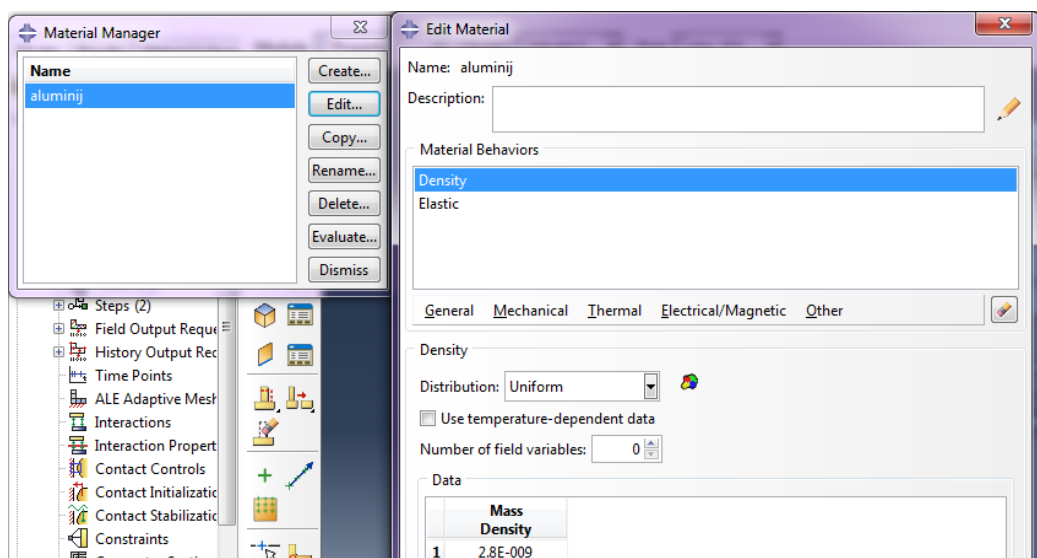 Material Manager
Name
aluminij
Create...
Edit...
Copy...
Rename...
Delete...
Evaluate...
Dismiss
Steps (2)
Field Output Reque
History Output Rec
Time Points
ALE Adaptive Mesh
Interactions
Interaction Propert
Contact Controls
Contact Initializatic
Contact Stabilizatic
Constraints
Edit Material
Name: aluminij
Description:
Material Behaviors
Density
Elastic
General Mechanical Thermal Electrical/Magnetic Other
Density
Distribution: Uniform
Use temperature-dependent data
Number of field variables: 0
Data
Mass
Density
1 2.8E-009